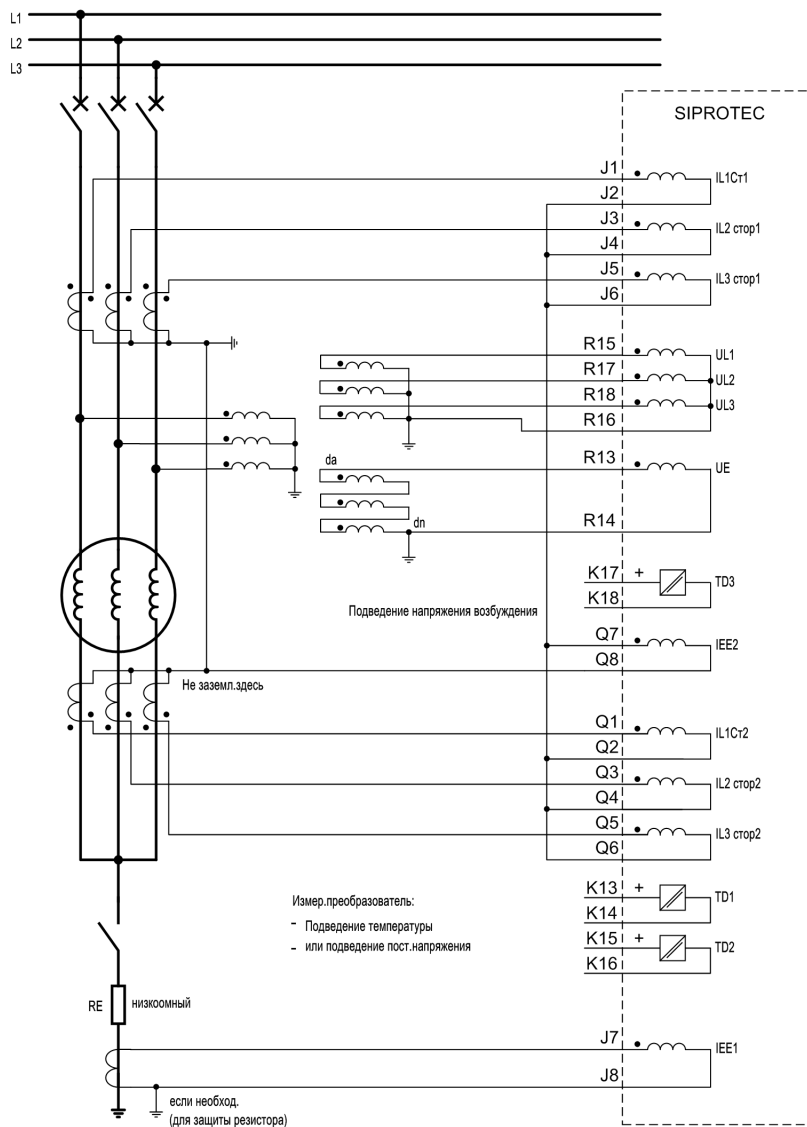 L1
L2
L3
SIPROTEC
J1
IL1Ст1
J2
J3
IL2 стор1
J4
J5
IL3 стор1
J6
R15
UL1
R17
UL2
R18
UL3
R16
da
R13
UE
dn
R14
K17 +
TD3
K18
Подведение напряжения возбуждения
Q7
IEE2
Q8
Не заземл.здесь
Q1
IL1Ст2
Q2
Q3
IL2 стор2
Q4
Q5
IL3 стор2
Q6
Измер.преобразователь:
- Подведение температуры
- или подведение пост.напряжения
K13 +
TD1
K14
K15 +
TD2
K16
RE
низкоомный
J7
IEE1
J8
если необход.
(для защиты резистора)